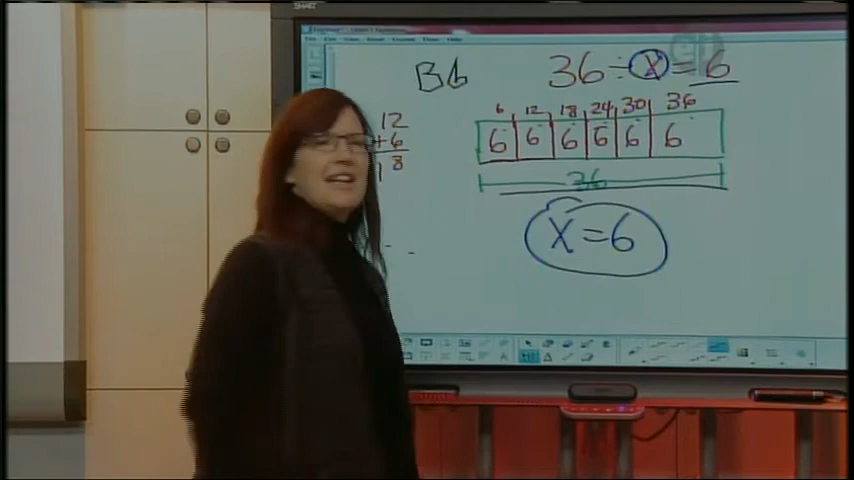 SMART
B6
36 ÷ x = 6
12
+6
18
6 12 18 24 30 36
6 6 6 6 6 6
36
x = 6